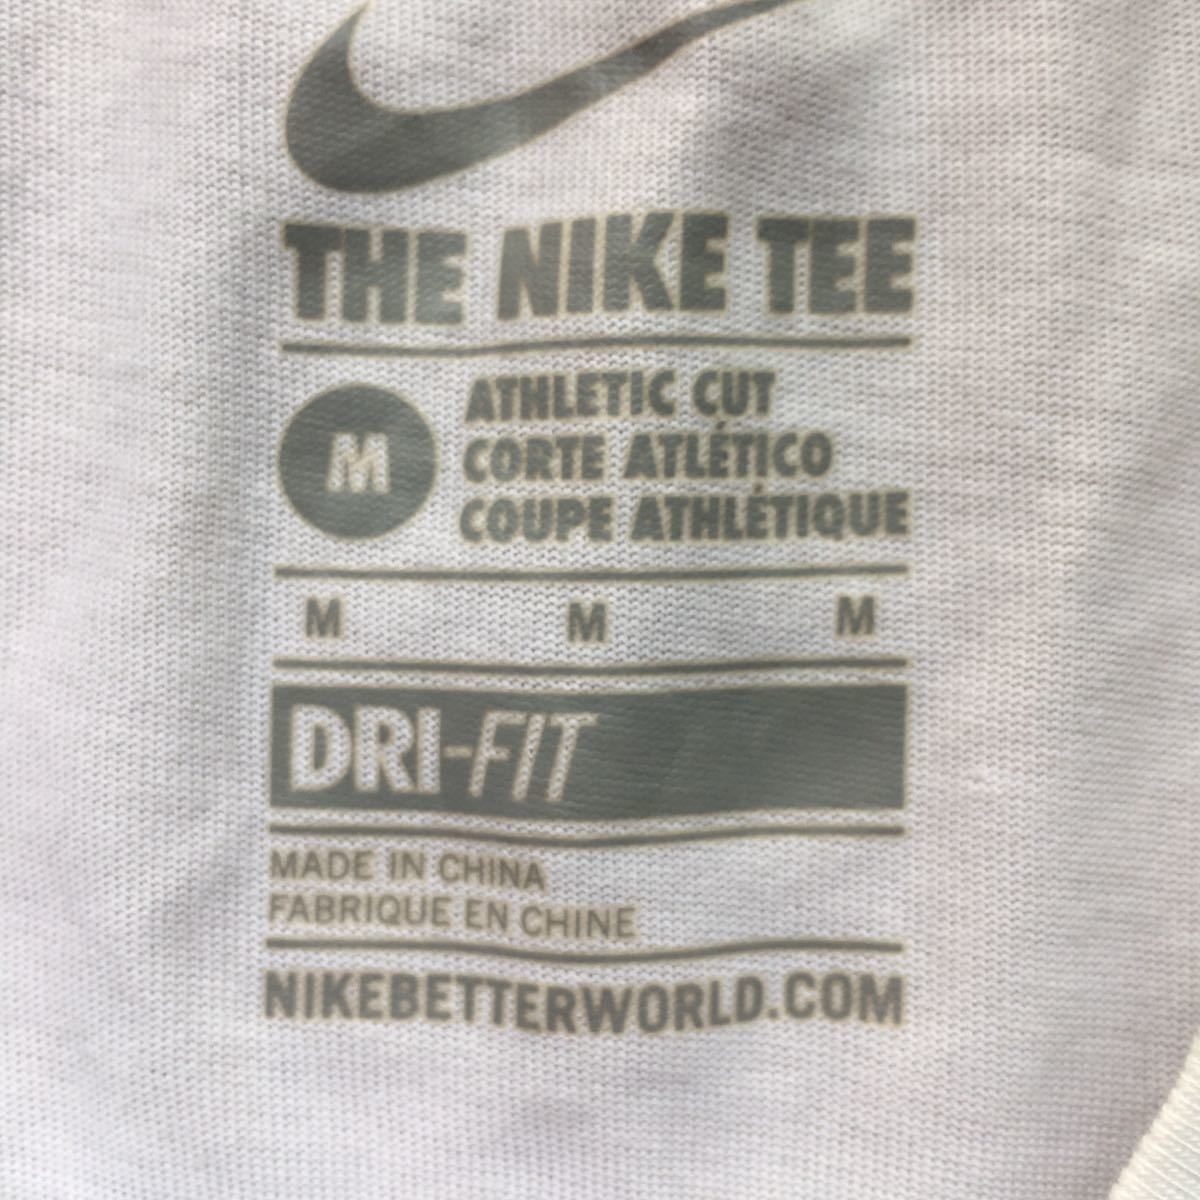 THE NIKE TEE
M
ATHLETIC CUT
CORTE ATLÉTICO
COUPE ATHLÉTIQUE
M M M
DRI-FIT
MADE IN CHINA
FABRIQUE EN CHINE
NIKEBETTERWORLD.COM